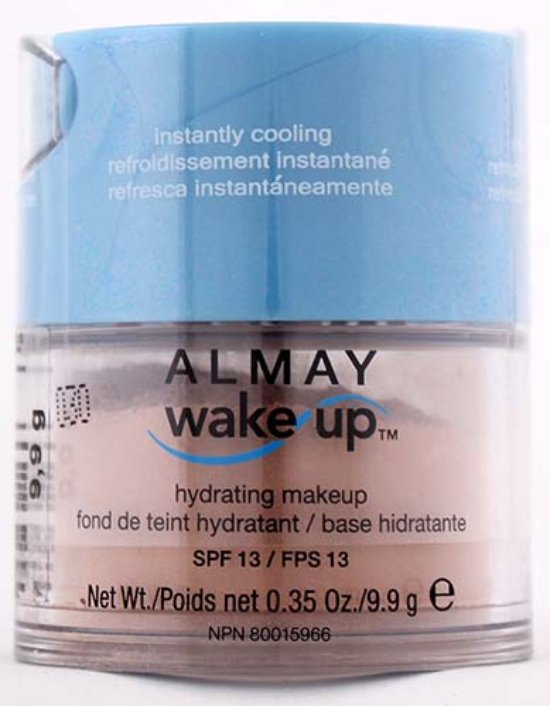 instantly cooling
refroidissement instantané
refresca instantáneamente
ALMAY
wake up™
hydrating makeup
fond de teint hydratant / base hidratante
SPF 13 / FPS 13
Net Wt./Poids net 0.35 Oz./9.9 g e
NPN 80015966